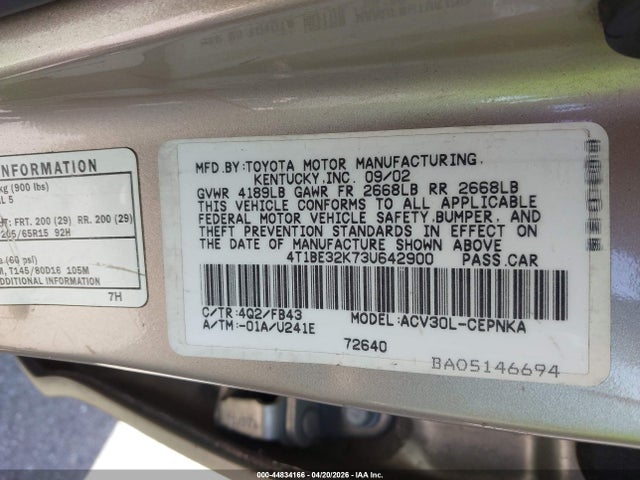 INFORMATION
kg (900 lbs)
L 5
FRT. 200 (29) RR. 200 (29)
205/65R15 92H
(60 psi)
T145/80D16 105M
ADDITIONAL INFORMATION
7H
MFD.BY:TOYOTA MOTOR MANUFACTURING,
KENTUCKY,INC. 09/02
GVWR 4189LB GAWR FR 2668LB RR 2668LB
THIS VEHICLE CONFORMS TO ALL APPLICABLE
FEDERAL MOTOR VEHICLE SAFETY,BUMPER, AND
THEFT PREVENTION STANDARDS IN EFFECT ON
THE DATE OF MANUFACTURE SHOWN ABOVE
4T1BE32K73U642900 PASS.CAR
C/TR:4Q2/FB43 MODEL:ACV30L-CEPNKA
A/TM:-01A/U241E
72640
BA05146694
000-44834166 - 04/20/2026 - IAA Inc.